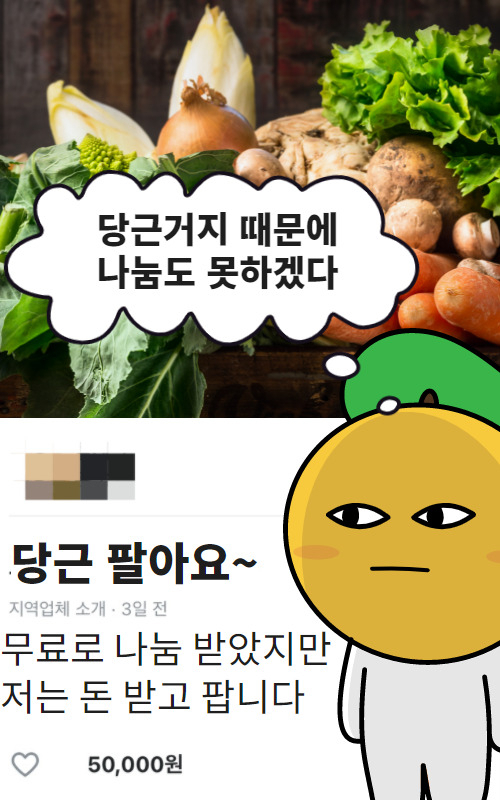 당근거지 때문에
나눔도 못하겠다
당근 팔아요~
지역업체 소개 · 3일 전
무료로 나눔 받았지만
저는 돈 받고 팝니다
50,000원